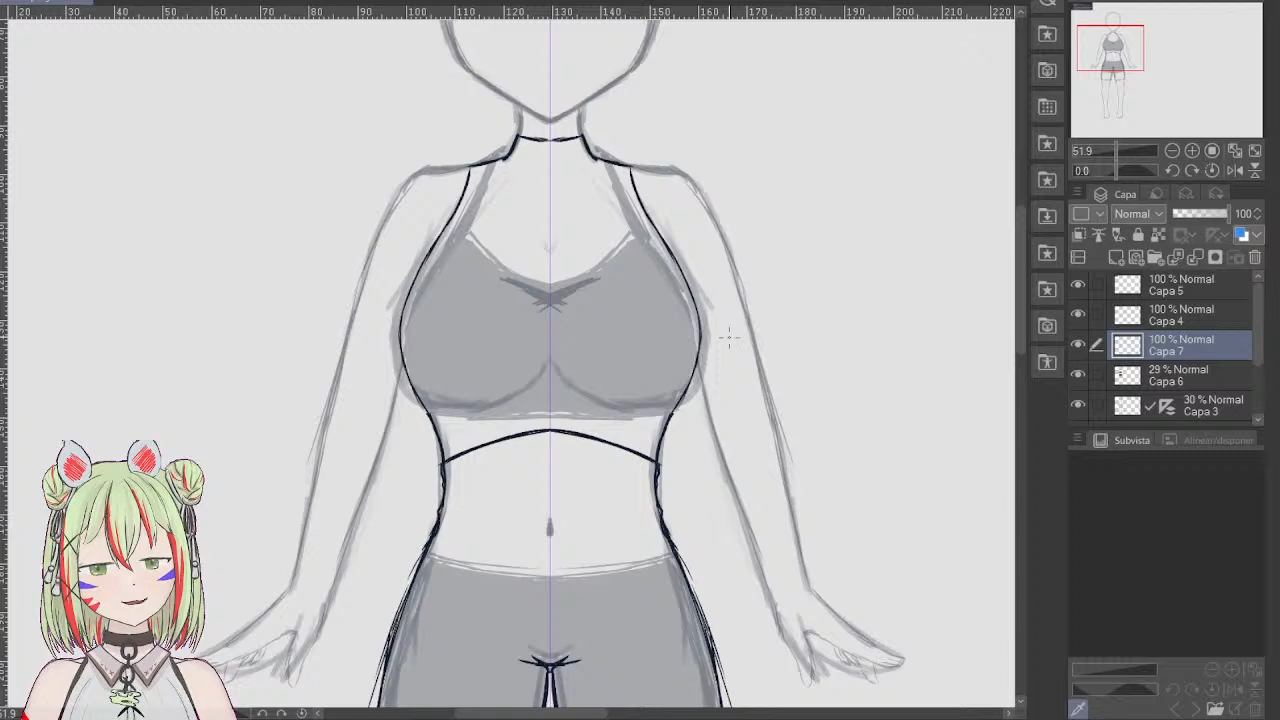 20 30 40 50 60 70 80 90 100 110 120 130 140 150 160 170 180 190 200 210 220
51.9
0.0
Capa
Normal 100
100 % Normal
Capa 5
100 % Normal
Capa 4
100 % Normal
Capa 7
29 % Normal
Capa 6
30 % Normal
Capa 3
Subvista Alinear/disponer